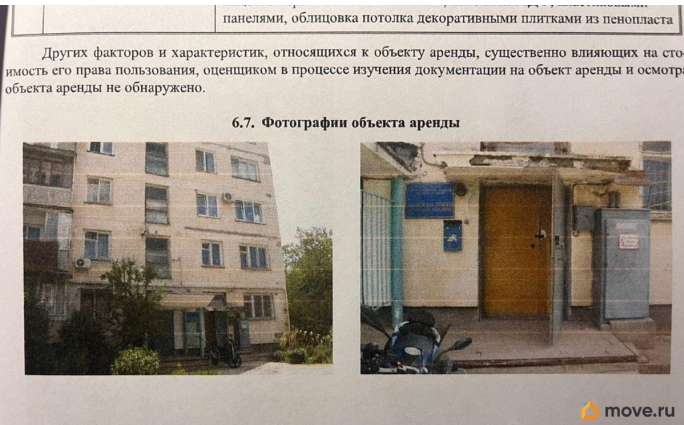 панелями, облицовка потолка декоративными плитками из пенопласта
Других факторов и характеристик, относящихся к объекту аренды, существенно влияющих на сто-
имость его права пользования, оценщиком в процессе изучения документации на объект аренды и осмотра
объекта аренды не обнаружено.
6.7. Фотографии объекта аренды
move.ru